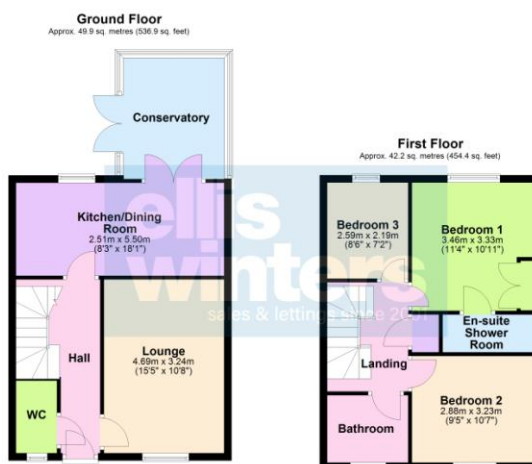 Ground Floor
Approx. 49.9 sq. metres (536.9 sq. feet)
Conservatory
Kitchen/Dining
Room
2.51m x 5.50m
(8'3" x 18'1")
Hall
Lounge
4.69m x 3.24m
(15'5" x 10'8")
WC
First Floor
Approx. 42.2 sq. metres (454.4 sq. feet)
Bedroom 3
2.59m x 2.19m
(8'6" x 7'2")
Bedroom 1
3.46m x 3.33m
(11'4" x 10'11")
En-suite
Shower
Room
Landing
Bedroom 2
2.88m x 3.23m
(9'5" x 10'7")
Bathroom
ellis
winters
sales & lettings since 2001